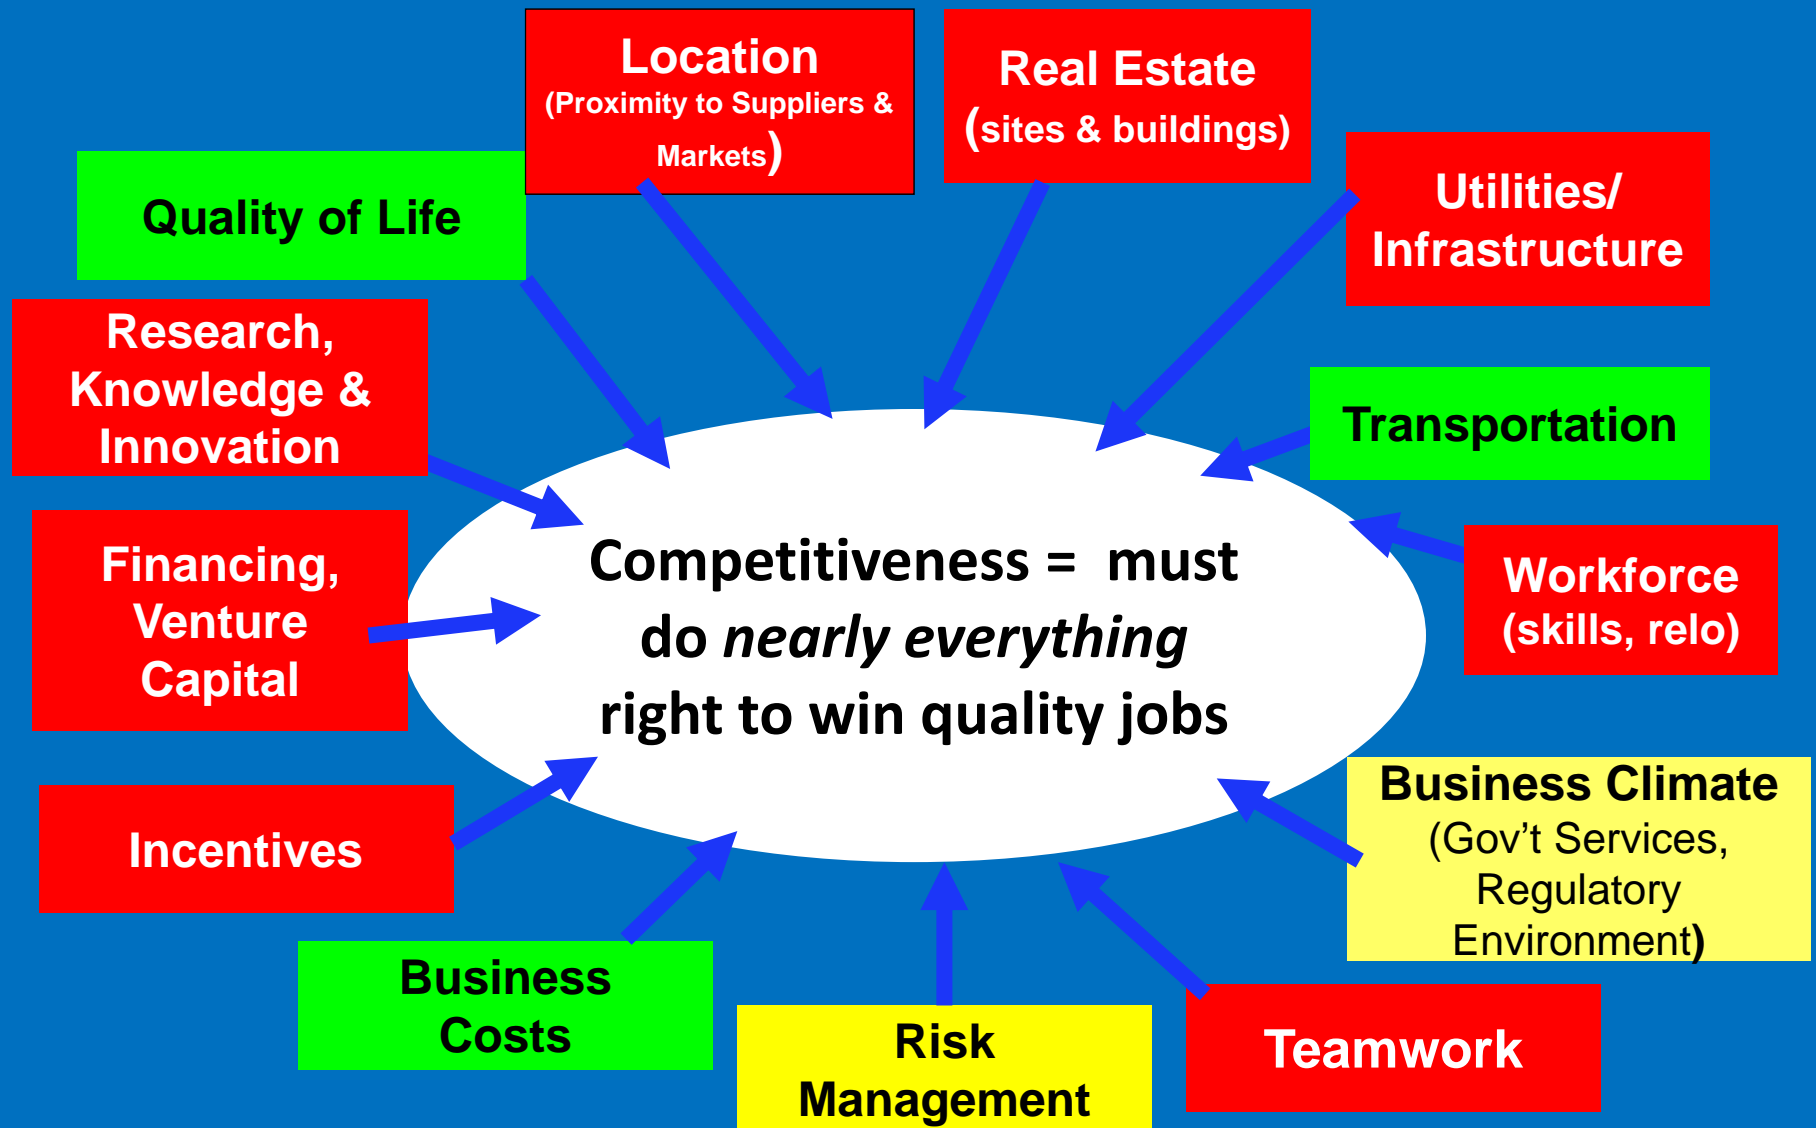 Location
(Proximity to Suppliers &
Markets)
Real Estate
(sites & buildings)
Utilities/
Infrastructure
Quality of Life
Research,
Knowledge &
Innovation
Transportation
Financing,
Venture
Capital
Competitiveness = must
do nearly everything
right to win quality jobs
Workforce
(skills, relo)
Incentives
Business Climate
(Gov't Services,
Regulatory
Environment)
Business
Costs
Risk
Management
Teamwork